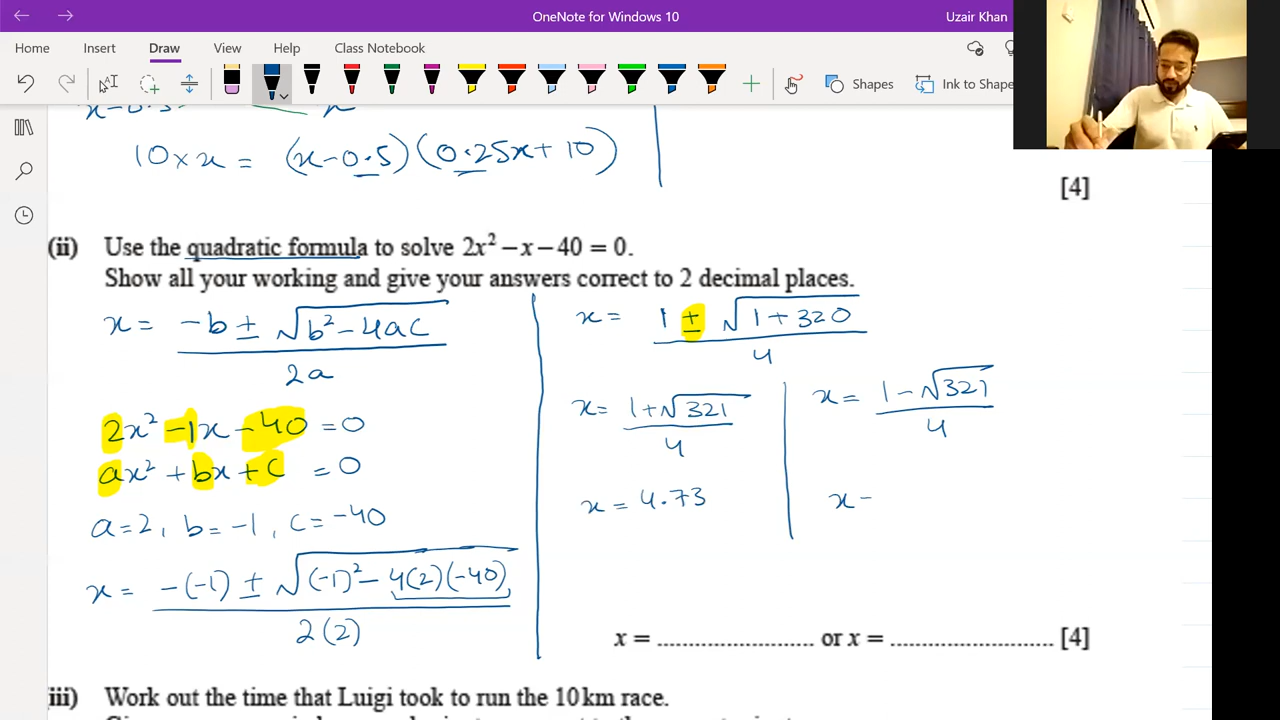 OneNote for Windows 10
Uzair Khan
Home Insert Draw View Help Class Notebook
Shapes
Ink to Shape
10 × x = (x-0.5)(0.25x+10)
[4]
(ii) Use the quadratic formula to solve 2x² – x – 40 = 0.
Show all your working and give your answers correct to 2 decimal places.
x = -b ± √b²-4ac / 2a
2x² -1x -40 = 0
ax² + bx + c = 0
a=2, b=-1, c=-40
x = -(-1) ± √(-1)²- 4(2)(-40) / 2(2)
x = 1 ± √1+320 / 4
x = 1+√321 / 4
x = 4.73
x = 1-√321 / 4
x -
x = ........................ or x = ........................ [4]
iii) Work out the time that Luigi took to run the 10 km race.